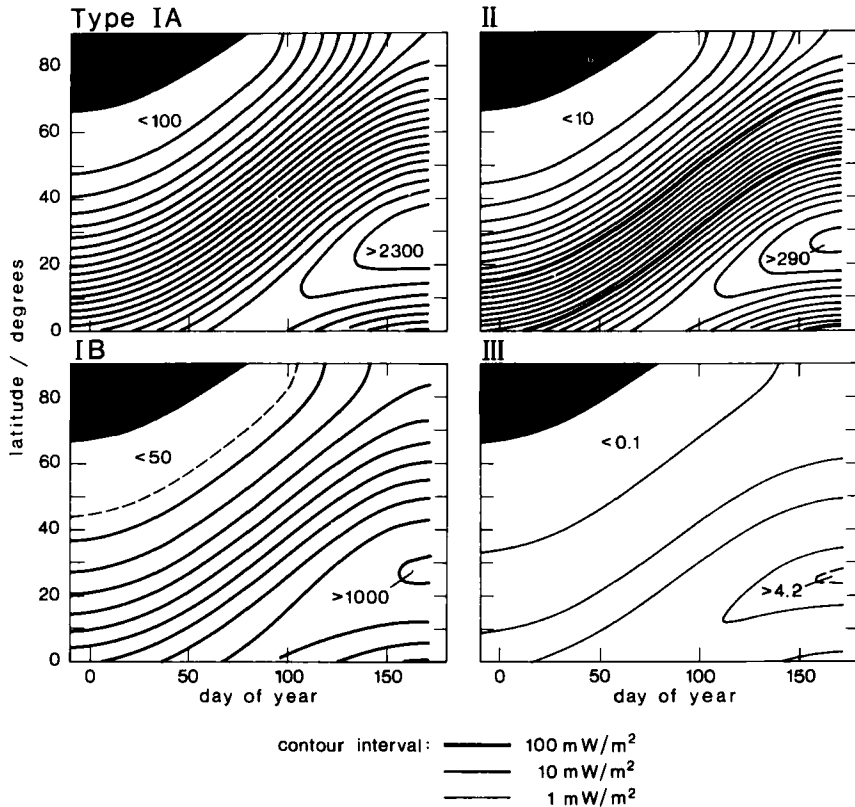 Type IA
II
80
60
40
20
0
<100
>2300
<10
>290
IB
III
80
60
40
20
0
<50
>1000
<0.1
>4.2
0 50 100 150
0 50 100 150
day of year
day of year
latitude / degrees
contour interval: 100 mW/m²
10 mW/m²
1 mW/m²